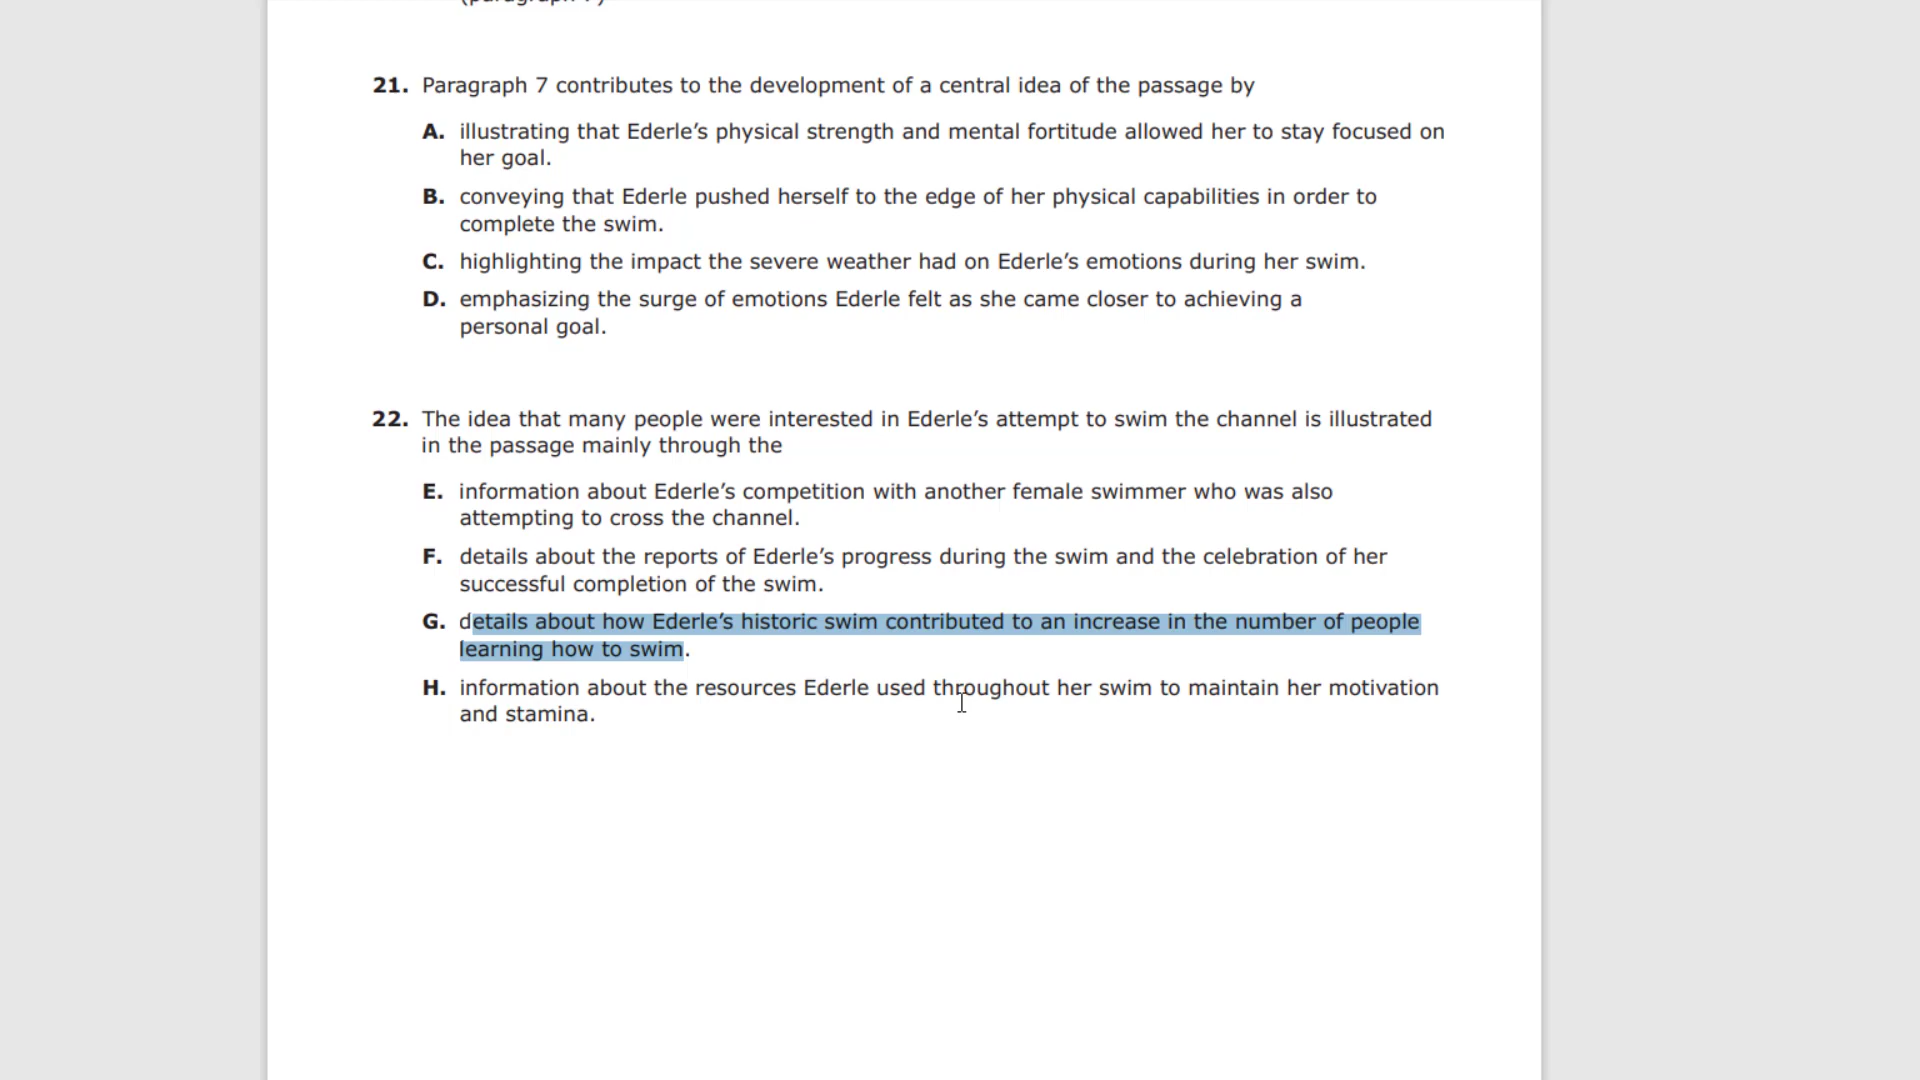 21. Paragraph 7 contributes to the development of a central idea of the passage by
A. illustrating that Ederle’s physical strength and mental fortitude allowed her to stay focused on
her goal.
B. conveying that Ederle pushed herself to the edge of her physical capabilities in order to
complete the swim.
C. highlighting the impact the severe weather had on Ederle’s emotions during her swim.
D. emphasizing the surge of emotions Ederle felt as she came closer to achieving a
personal goal.
22. The idea that many people were interested in Ederle’s attempt to swim the channel is illustrated
in the passage mainly through the
E. information about Ederle’s competition with another female swimmer who was also
attempting to cross the channel.
F. details about the reports of Ederle’s progress during the swim and the celebration of her
successful completion of the swim.
G. details about how Ederle’s historic swim contributed to an increase in the number of people
learning how to swim.
H. information about the resources Ederle used throughout her swim to maintain her motivation
and stamina.